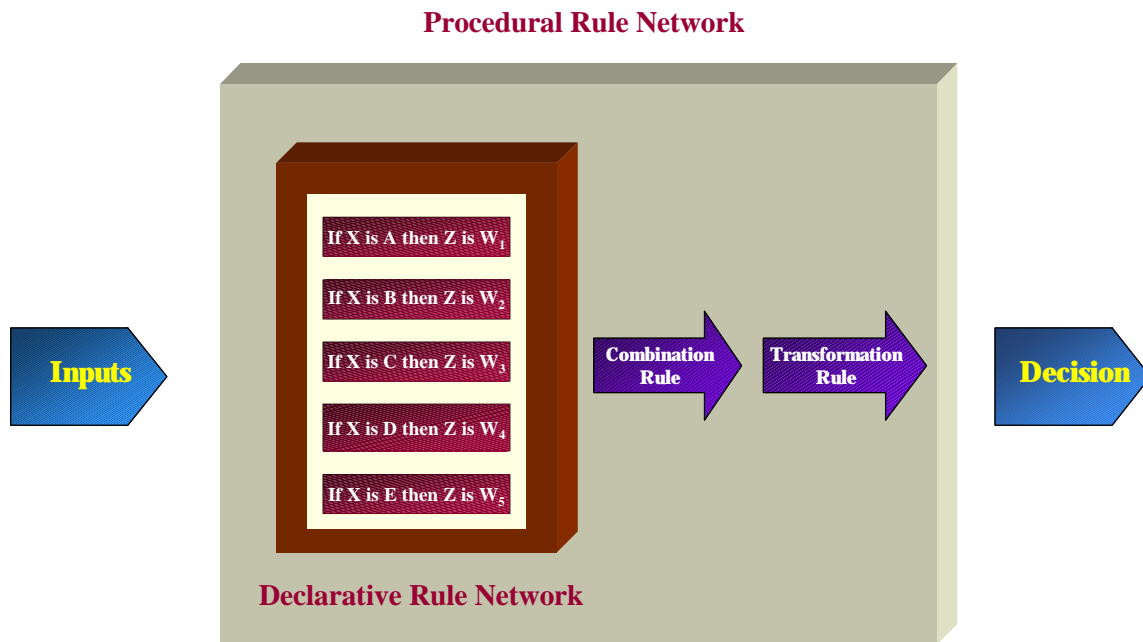 Procedural Rule Network
If X is A then Z is W₁
If X is B then Z is W₂
If X is C then Z is W₃
If X is D then Z is W₄
If X is E then Z is W₅
Inputs
Combination
Rule
Transformation
Rule
Decision
Declarative Rule Network